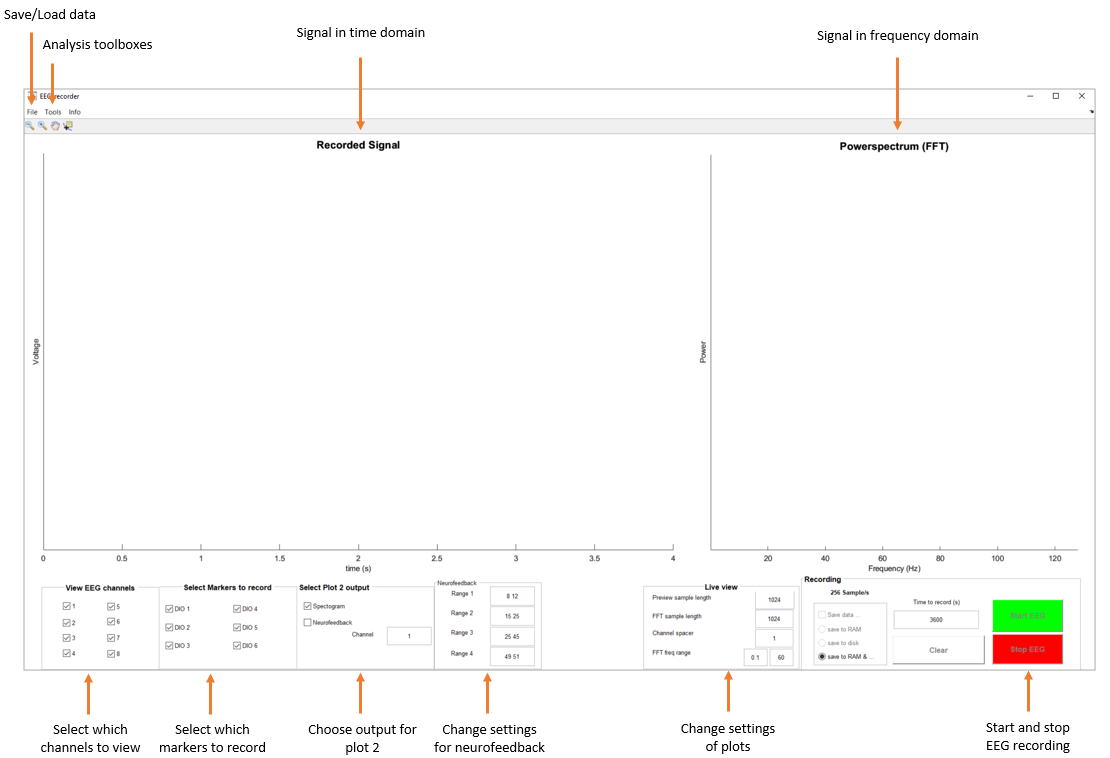 Save/Load data
Analysis toolboxes
Signal in time domain
Signal in frequency domain
EEG recorder
File Tools Info
Recorded Signal
Powerspectrum (FFT)
Voltage
Power
0 0.5 1 1.5 2 2.5 3 3.5 4
time (s)
20 40 60 80 100 120
Frequency (Hz)
View EEG channels
1 5
2 6
3 7
4 8
Select Markers to record
DIO 1 DIO 4
DIO 2 DIO 5
DIO 3 DIO 6
Select Plot 2 output
Spectogram
Neurofeedback
Channel 1
Neurofeedback
Range 1 8 12
Range 2 15 25
Range 3 25 45
Range 4 49 51
Live view
Preview sample length 1024
FFT sample length 1024
Channel spacer 1
FFT freq range 0.1 60
Recording
256 Sample/s
Save data ...
save to RAM
save to disk
save to RAM & ...
Time to record (s)
3600
Clear
Start EEG
Stop EEG
Select which
channels to view
Select which
markers to record
Choose output for
plot 2
Change settings
for neurofeedback
Change settings
of plots
Start and stop
EEG recording